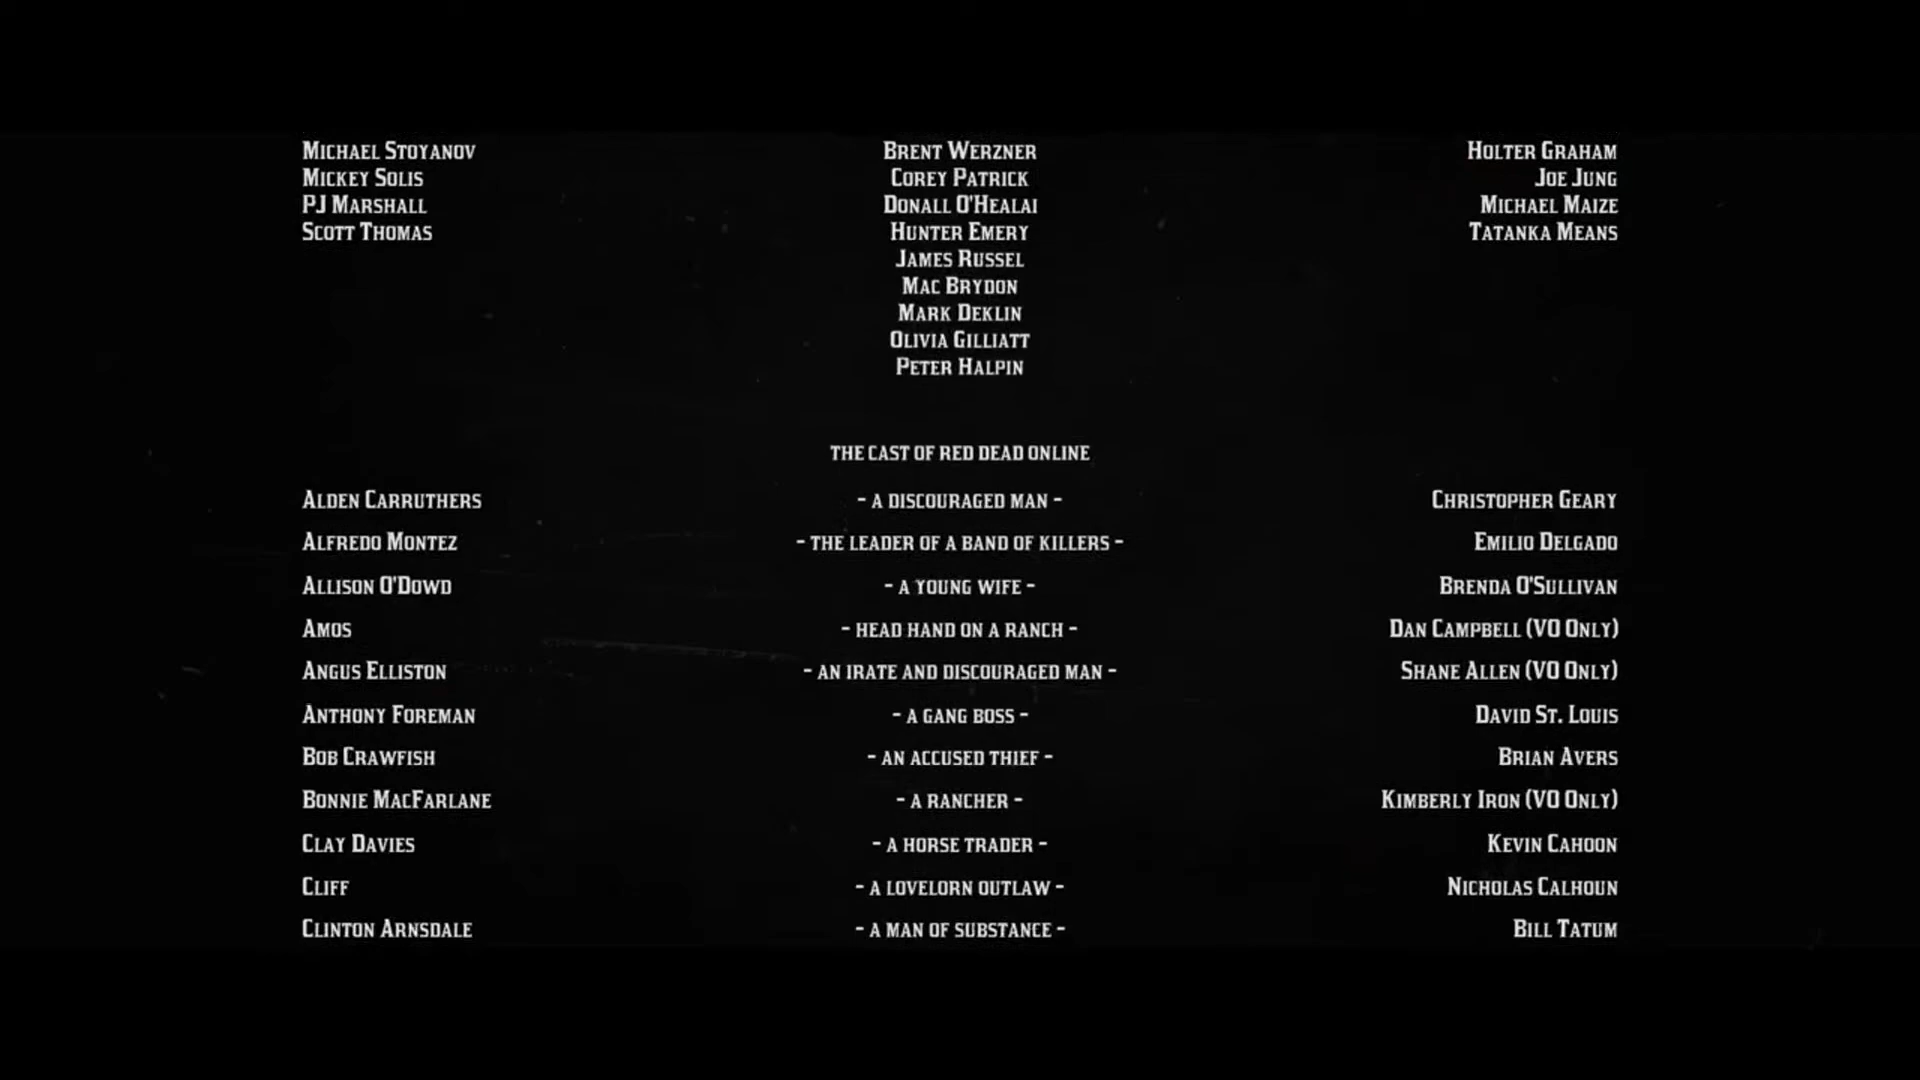 Michael Stoyanov Brent Werzner Holter Graham
Mickey Solis Corey Patrick Joe Jung
PJ Marshall Donall O'Healai Michael Maize
Scott Thomas Hunter Emery Tatanka Means
James Russel
Mac Brydon
Mark Deklin
Olivia Gilliatt
Peter Halpin
THE CAST OF RED DEAD ONLINE
Alden Carruthers - A DISCOURAGED MAN - Christopher Geary
Alfredo Montez - THE LEADER OF A BAND OF KILLERS - Emilio Delgado
Allison O'Dowd - A YOUNG WIFE - Brenda O'Sullivan
Amos - HEAD HAND ON A RANCH - Dan Campbell (VO Only)
Angus Elliston - AN IRATE AND DISCOURAGED MAN - Shane Allen (VO Only)
Anthony Foreman - A GANG BOSS - David St. Louis
Bob Crawfish - AN ACCUSED THIEF - Brian Avers
Bonnie MacFarlane - A RANCHER - Kimberly Iron (VO Only)
Clay Davies - A HORSE TRADER - Kevin Cahoon
Cliff - A LOVELORN OUTLAW - Nicholas Calhoun
Clinton Arnsdale - A MAN OF SUBSTANCE - Bill Tatum